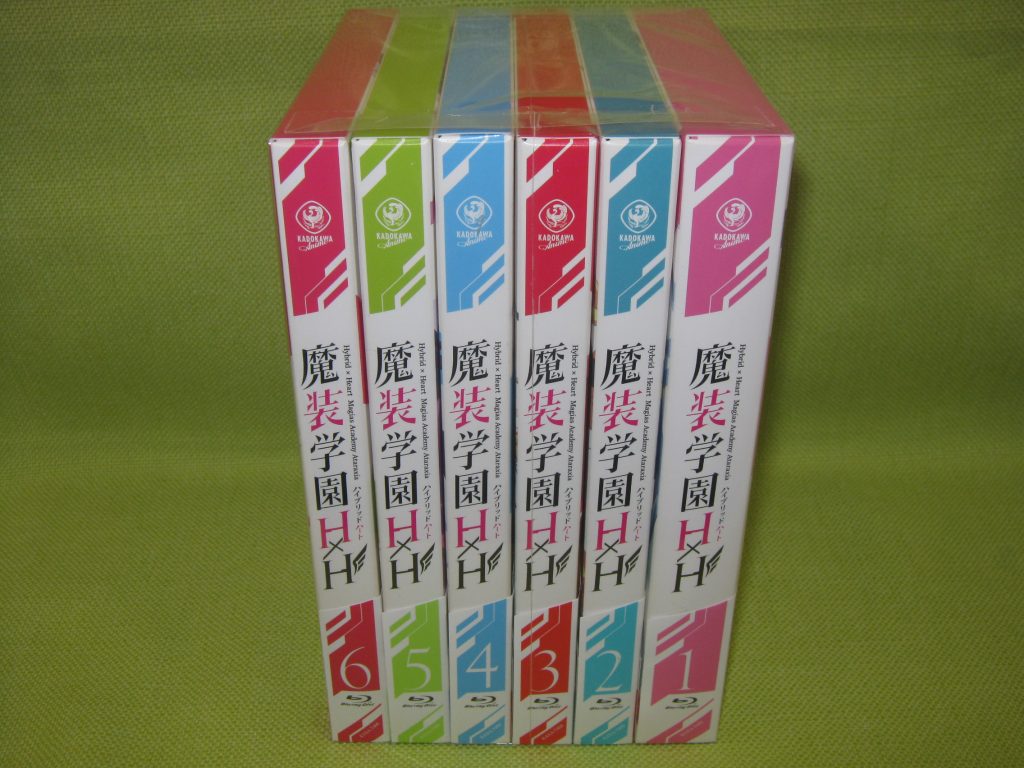 KADOKAWA
Anime
魔装学園H×H
Hybrid × Heart Magias Academy Ataraxia ハイブリッド ハート
6
Blu-ray Disc
KADOKAWA
Anime
魔装学園H×H
Hybrid × Heart Magias Academy Ataraxia ハイブリッド ハート
5
Blu-ray Disc
KADOKAWA
Anime
魔装学園H×H
Hybrid × Heart Magias Academy Ataraxia ハイブリッド ハート
4
Blu-ray Disc
KADOKAWA
Anime
魔装学園H×H
Hybrid × Heart Magias Academy Ataraxia ハイブリッド ハート
3
Blu-ray Disc
KADOKAWA
Anime
魔装学園H×H
Hybrid × Heart Magias Academy Ataraxia ハイブリッド ハート
2
Blu-ray Disc
KADOKAWA
Anime
魔装学園H×H
Hybrid × Heart Magias Academy Ataraxia ハイブリッド ハート
1
Blu-ray Disc